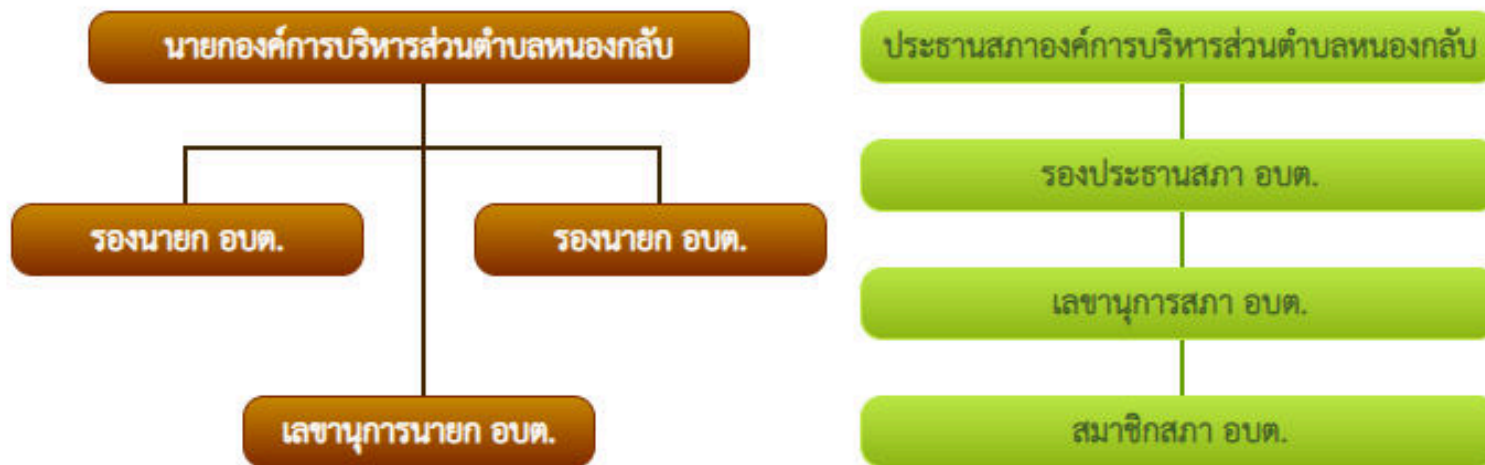 นายกองค์การบริหารส่วนตำบลหนองกลับ
รองนายก อบต.
รองนายก อบต.
เลขานุการนายก อบต.
ประธานสภาองค์การบริหารส่วนตำบลหนองกลับ
รองประธานสภา อบต.
เลขานุการสภา อบต.
สมาชิกสภา อบต.